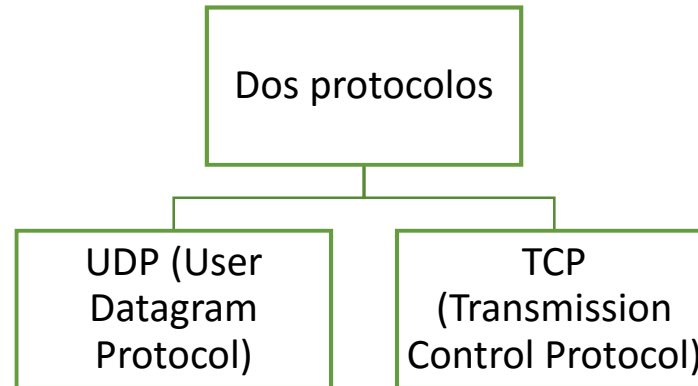 Dos protocolos
UDP (User
Datagram
Protocol)
TCP
(Transmission
Control Protocol)